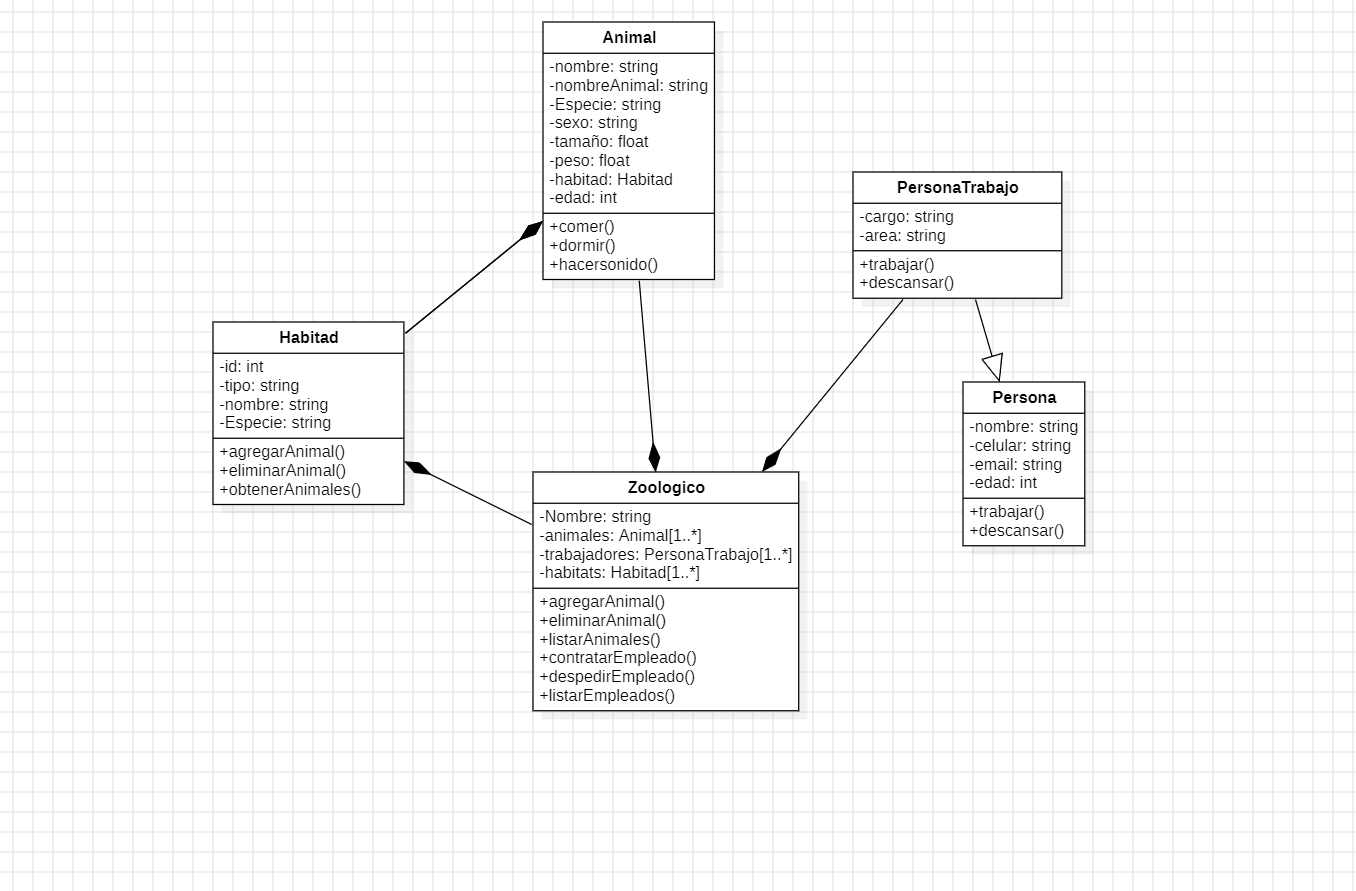 Animal
-nombre: string
-nombreAnimal: string
-Especie: string
-sexo: string
-tamaño: float
-peso: float
-habitad: Habitad
-edad: int
+comer()
+dormir()
+hacersonido()
PersonaTrabajo
-cargo: string
-area: string
+trabajar()
+descansar()
Habitad
-id: int
-tipo: string
-nombre: string
-Especie: string
+agregarAnimal()
+eliminarAnimal()
+obtenerAnimales()
Persona
-nombre: string
-celular: string
-email: string
-edad: int
+trabajar()
+descansar()
Zoologico
-Nombre: string
-animales: Animal[1..*]
-trabajadores: PersonaTrabajo[1..*]
-habitats: Habitad[1..*]
+agregarAnimal()
+eliminarAnimal()
+listarAnimales()
+contratarEmpleado()
+despedirEmpleado()
+listarEmpleados()